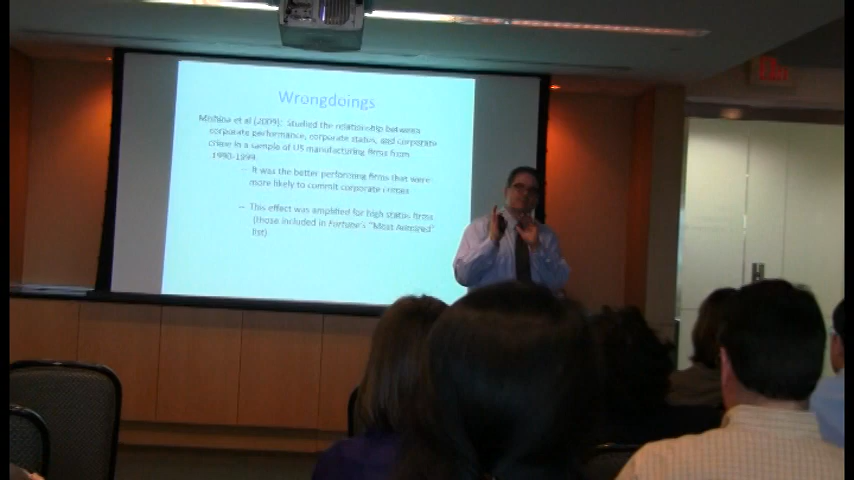 Wrongdoings
Mishina et al (2009): Studied the relationship between
corporate performance, corporate status, and corporate
crime in a sample of US manufacturing firms from
1990-1999
– It was the better performing firms that were
more likely to commit corporate crimes
– This effect was amplified for high status firms
(those included in Fortune's "Most Admired"
list)